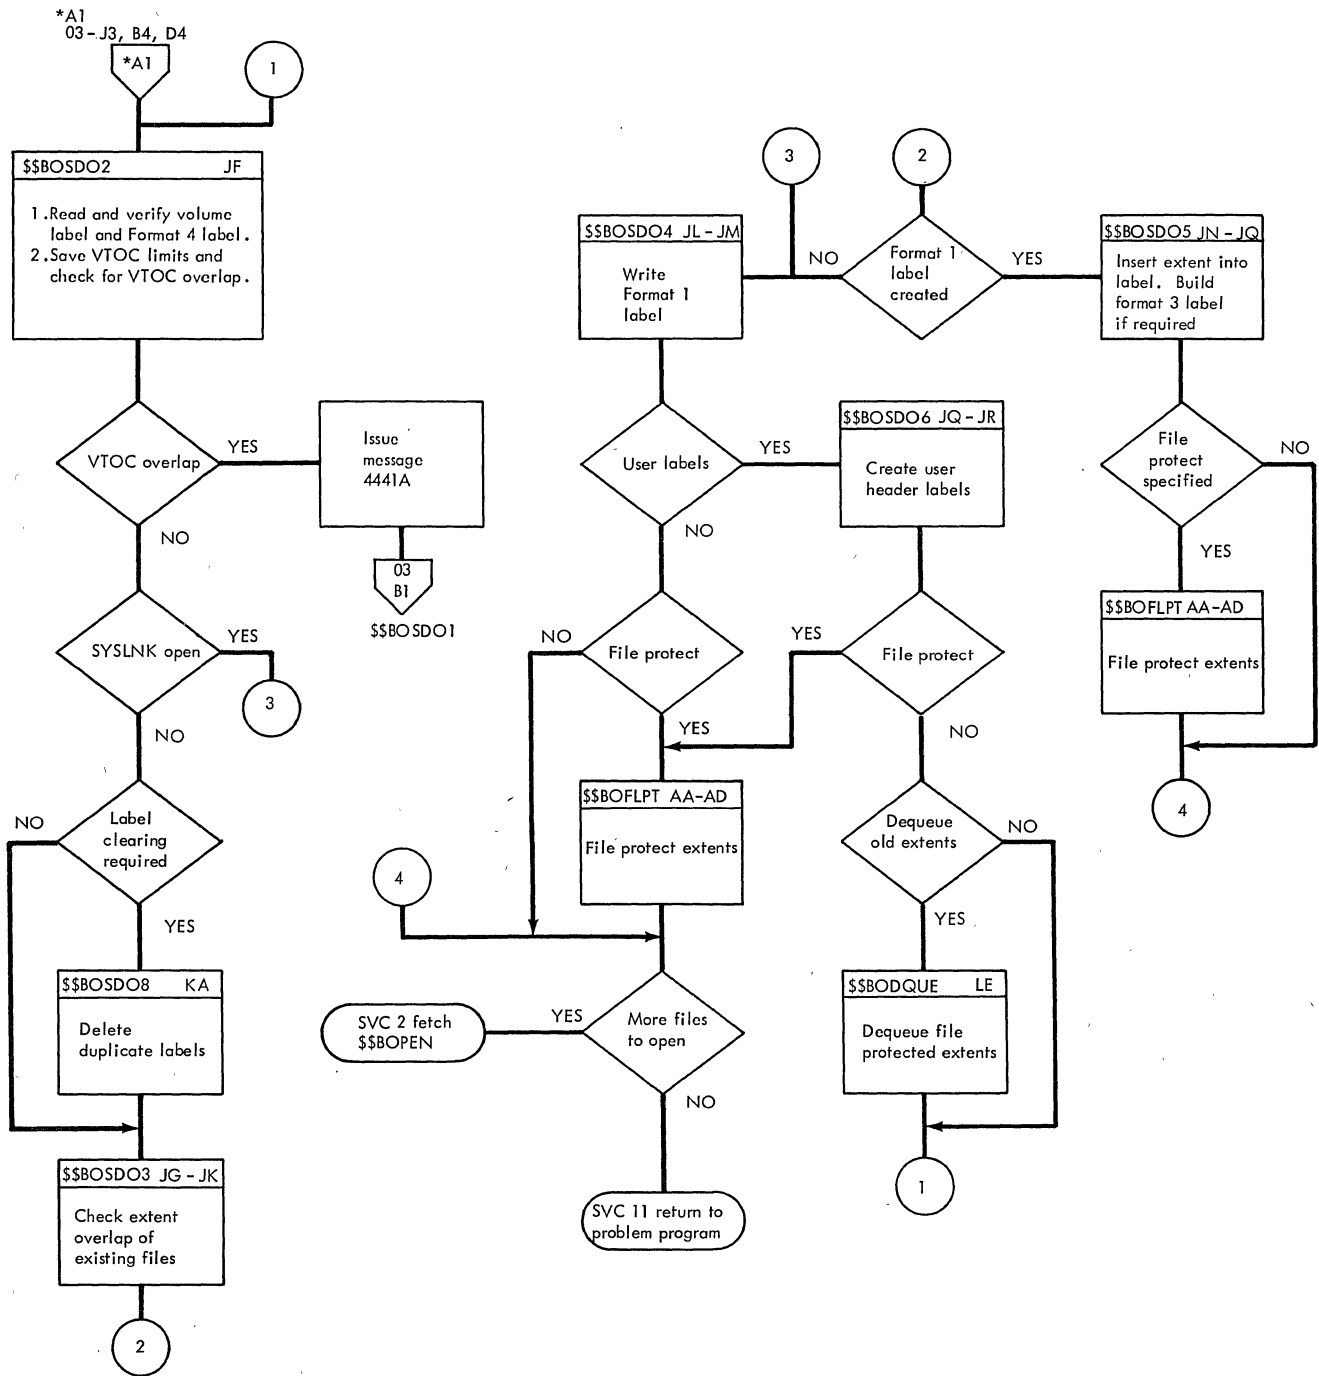 *A1
03-J3, B4, D4
*A1
1
$$BOSDO2 JF
1.Read and verify volume
label and Format 4 label.
2.Save VTOC limits and
check for VTOC overlap.
VTOC overlap
YES
NO
Issue
message
4441A
03
B1
$$BOSDO1
SYSLNK open
YES
3
NO
Label
clearing
required
NO
YES
$$BOSDO8 KA
Delete
duplicate labels
$$BOSDO3 JG-JK
Check extent
overlap of
existing files
2
3
2
$$BOSDO4 JL-JM
Write
Format 1
label
NO
Format 1
label
created
YES
$$BOSDO5 JN-JQ
Insert extent into
label. Build
format 3 label
if required
User labels
YES
NO
$$BOSDO6 JQ-JR
Create user
header labels
File
protect
specified
NO
YES
$$BOFLPT AA-AD
File protect extents
4
NO
File protect
YES
YES
File protect
NO
$$BOFLPT AA-AD
File protect extents
4
Dequeue
old extents
NO
YES
$$BODQUE LE
Dequeue file
protected extents
1
SVC 2 fetch
$$BOPEN
YES
More files
to open
NO
SVC 11 return to
problem program